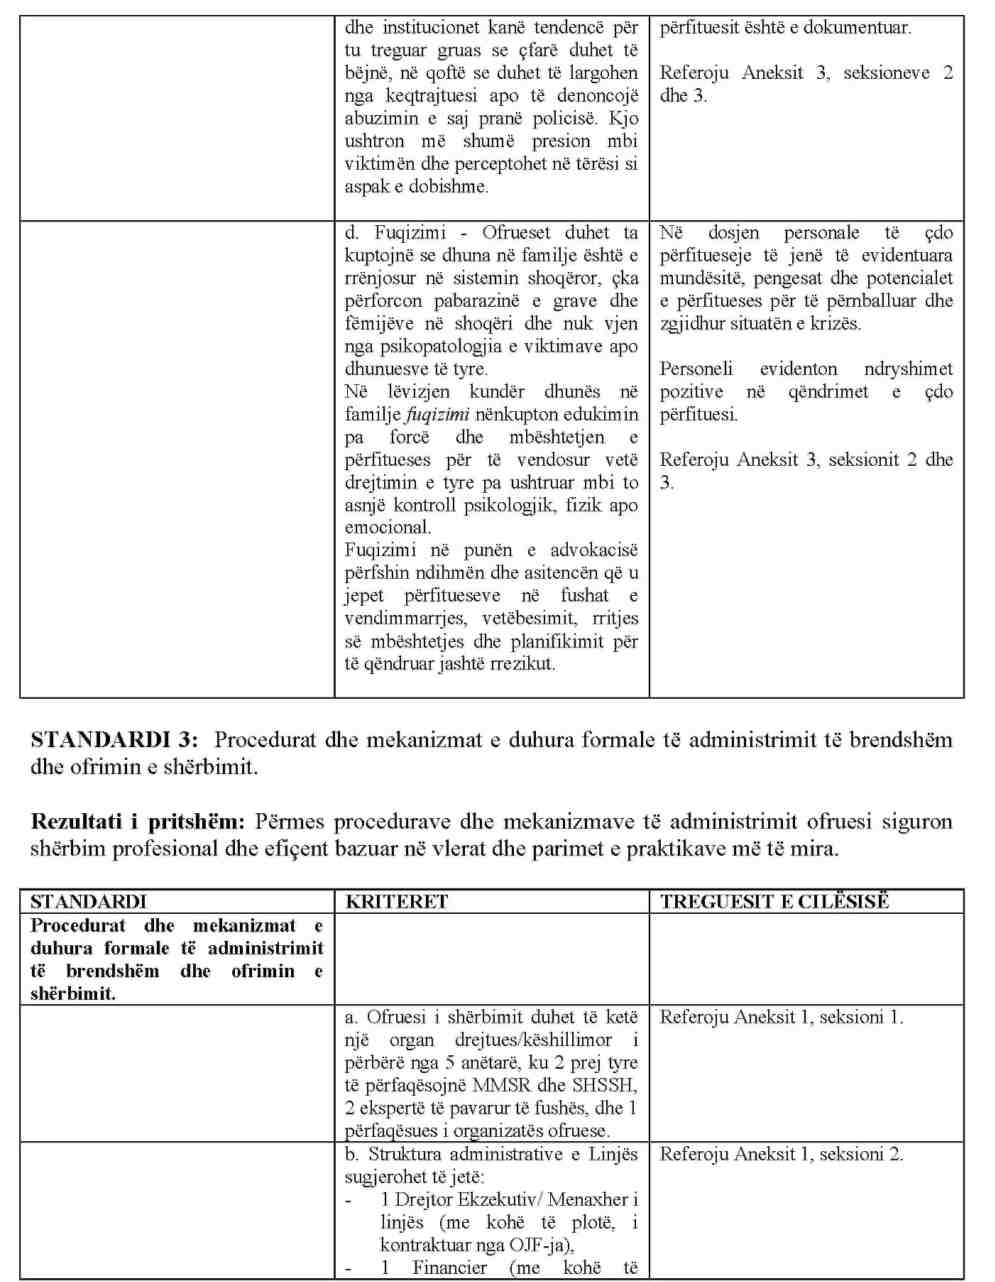 dhe institucionet kanë tendencë për
tu treguar gruas se çfarë duhet të
bëjnë, në qoftë se duhet të largohen
nga keqtrajtuesi apo të denoncojë
abuzimin e saj pranë policisë. Kjo
ushtron më shumë presion mbi
viktimën dhe perceptohet në tërësi si
aspak e dobishme.
përfituesit është e dokumentuar.
Referoju Aneksit 3, seksioneve 2
dhe 3.
d. Fuqizimi - Ofrueset duhet ta
kuptojnë se dhuna në familje është e
rrënjosur në sistemin shoqëror, çka
përforcon pabarazinë e grave dhe
fëmijëve në shoqëri dhe nuk vjen
nga psikopatologjia e viktimave apo
dhunuesve të tyre.
Në lëvizjen kundër dhunës në
familje fuqizimi nënkupton edukimin
pa forcë dhe mbështetjen e
përfitueses për të vendosur vetë
drejtimin e tyre pa ushtruar mbi to
asnjë kontroll psikologjik, fizik apo
emocional.
Fuqizimi në punën e advokacisë
përfshin ndihmën dhe asitencën që u
jepet përfitueseve në fushat e
vendimmarrjes, vetëbesimit, rritjes
së mbështetjes dhe planifikimit për
të qëndruar jashtë rrezikut.
Në dosjen personale të çdo
përfitueseje të jenë të evidentuara
mundësitë, pengesat dhe potencialet
e përfitueses për të përnballuar dhe
zgjidhur situatën e krizës.
Personeli evidenton ndryshimet
pozitive në qëndrimet e çdo
përfituesi.
Referoju Aneksit 3, seksionit 2 dhe
3.
STANDARDI 3: Procedurat dhe mekanizmat e duhura formale të administrimit të brendshëm
dhe ofrimin e shërbimit.
Rezultati i pritshëm: Përmes procedurave dhe mekanizmave të administrimit ofruesi siguron
shërbim profesional dhe efiçent bazuar në vlerat dhe parimet e praktikave më të mira.
STANDARDI
KRITERET
TREGUESIT E CILËSISË
Procedurat dhe mekanizmat e
duhura formale të administrimit
të brendshëm dhe ofrimin e
shërbimit.
a. Ofruesi i shërbimit duhet të ketë
një organ drejtues/këshillimor i
përbërë nga 5 anëtarë, ku 2 prej tyre
të përfaqësojnë MMSR dhe SHSSH,
2 ekspertë të pavarur të fushës, dhe 1
përfaqësues i organizatës ofruese.
Referoju Aneksit 1, seksioni 1.
b. Struktura administrative e Linjës
sugjerohet të jetë:
- 1 Drejtor Ekzekutiv/ Menaxher i
linjës (me kohë të plotë, i
kontraktuar nga OJF-ja),
- 1 Financier (me kohë të
Referoju Aneksit 1, seksioni 2.